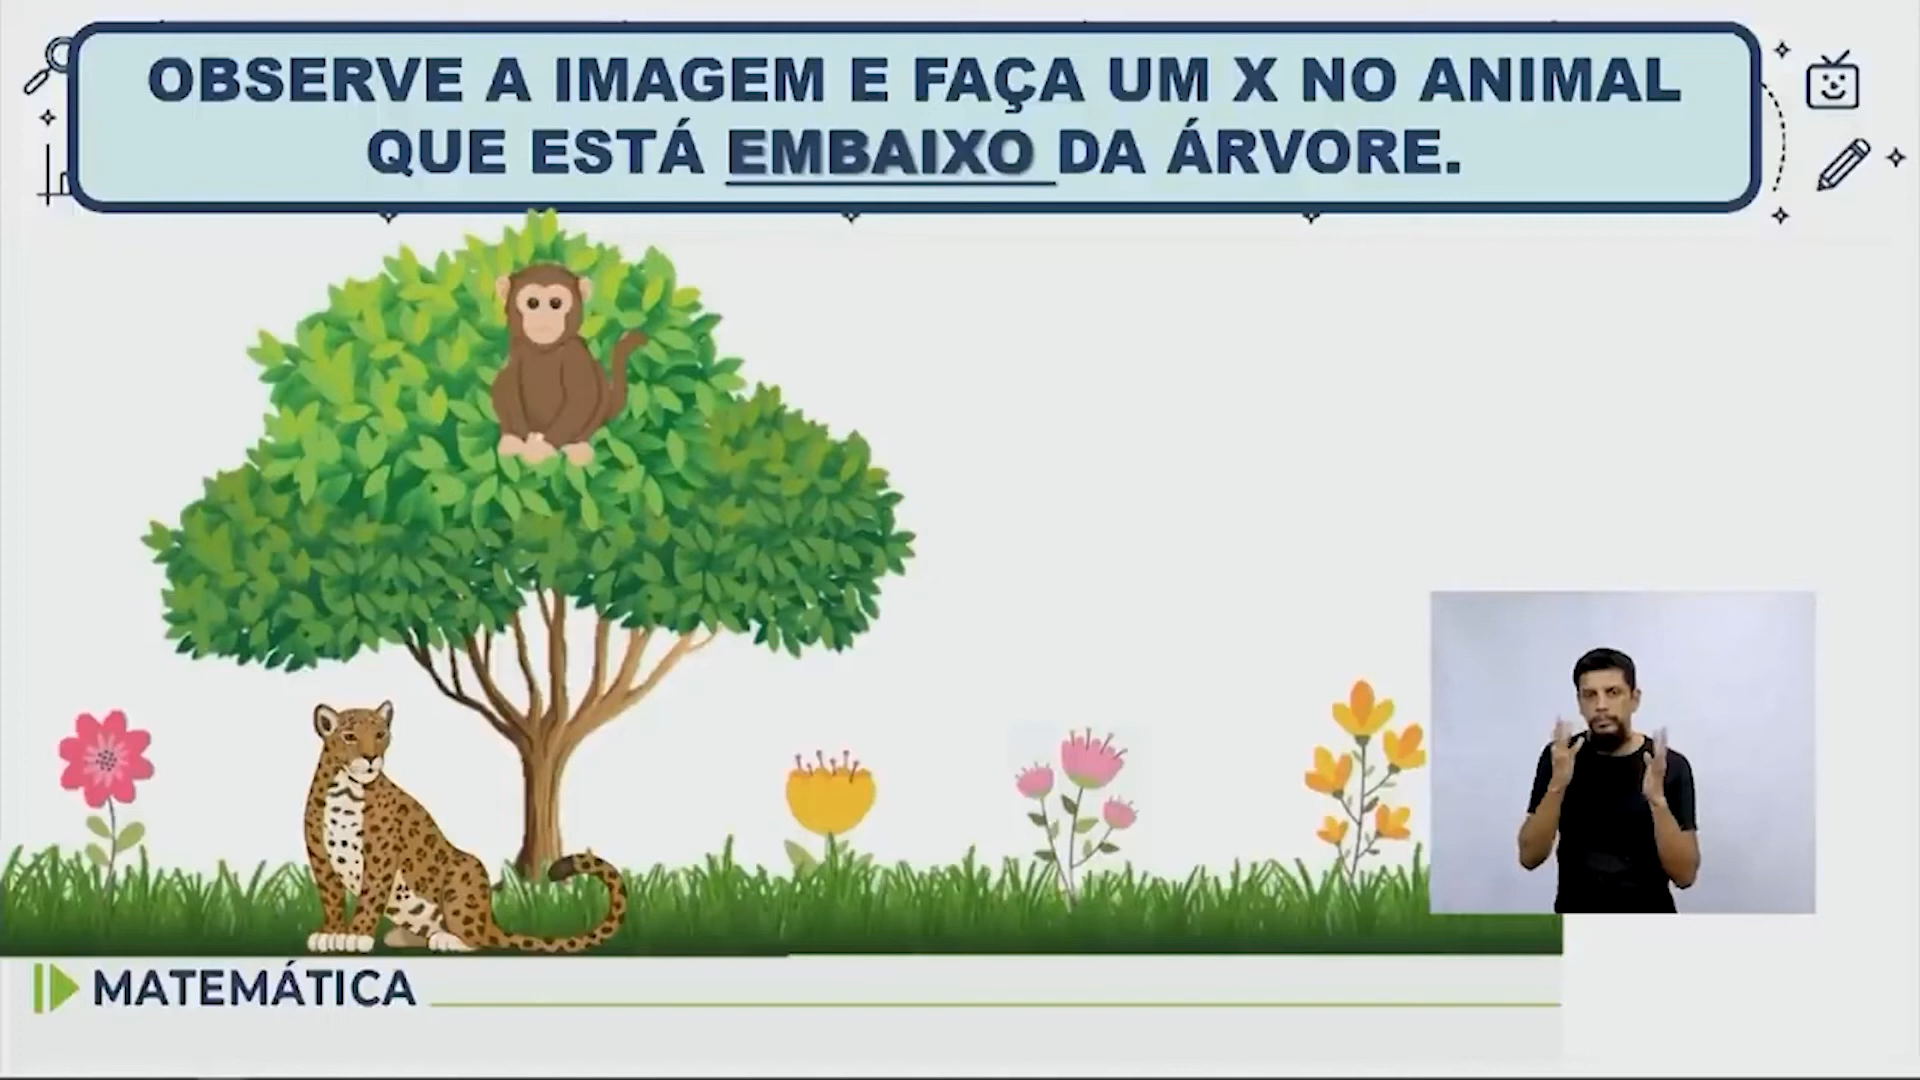 OBSERVE A IMAGEM E FAÇA UM X NO ANIMAL
QUE ESTÁ EMBAIXO DA ÁRVORE.
MATEMÁTICA